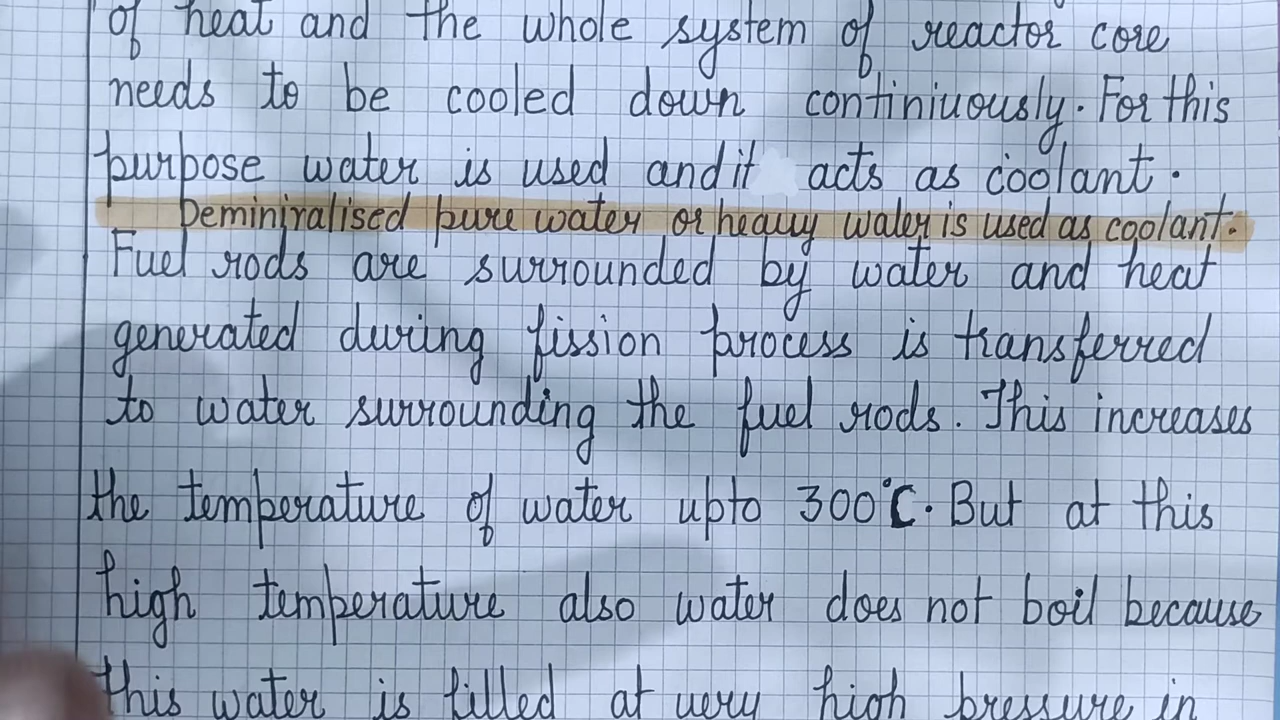 of heat and the whole system of reactor core
needs to be cooled down continiuously. For this
purpose water is used and it acts as coolant.
Deminiralised pure water or heavy water is used as coolant.
Fuel rods are surrounded by water and heat
generated during fission process is transferred
to water surrounding the fuel rods. This increases
the temperature of water upto 300°C. But at this
high temperature also water does not boil because
this water is filled at very high pressure in